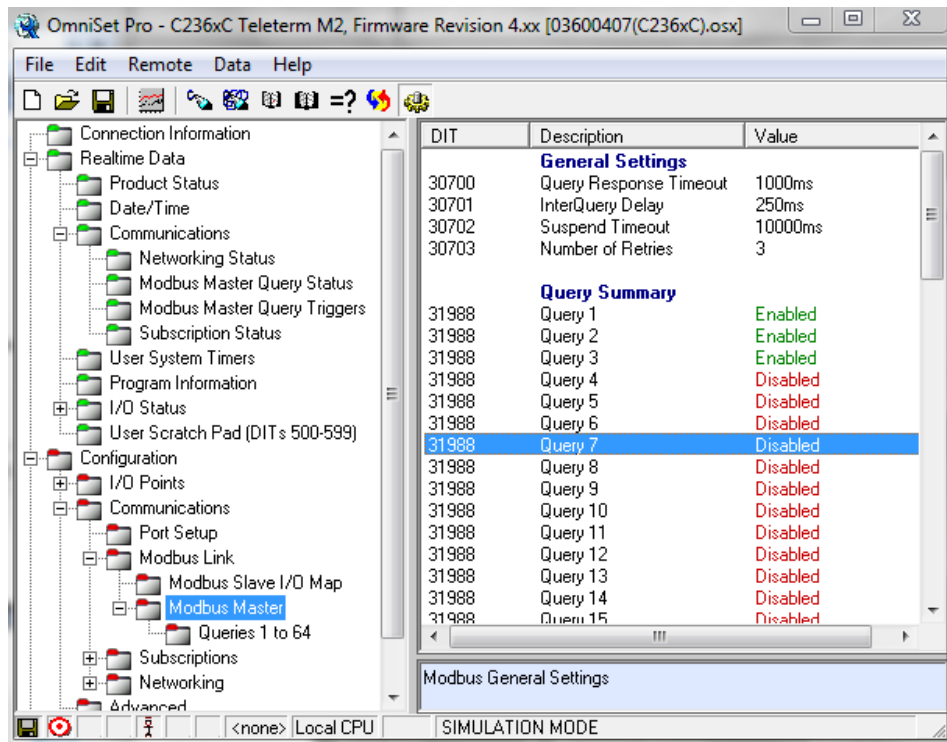 OmniSet Pro - C236xC Teleterm M2, Firmware Revision 4.xx [03600407(C236xC).osx]
File Edit Remote Data Help
=?
Connection Information
Realtime Data
Product Status
Date/Time
Communications
Networking Status
Modbus Master Query Status
Modbus Master Query Triggers
Subscription Status
User System Timers
Program Information
I/O Status
User Scratch Pad (DITs 500-599)
Configuration
I/O Points
Communications
Port Setup
Modbus Link
Modbus Slave I/O Map
Modbus Master
Queries 1 to 64
Subscriptions
Networking
Advanced
DIT Description Value
General Settings
30700 Query Response Timeout 1000ms
30701 InterQuery Delay 250ms
30702 Suspend Timeout 10000ms
30703 Number of Retries 3
Query Summary
31988 Query 1 Enabled
31988 Query 2 Enabled
31988 Query 3 Enabled
31988 Query 4 Disabled
31988 Query 5 Disabled
31988 Query 6 Disabled
31988 Query 7 Disabled
31988 Query 8 Disabled
31988 Query 9 Disabled
31988 Query 10 Disabled
31988 Query 11 Disabled
31988 Query 12 Disabled
31988 Query 13 Disabled
31988 Query 14 Disabled
31988 Query 15 Disabled
Modbus General Settings
<none> Local CPU SIMULATION MODE